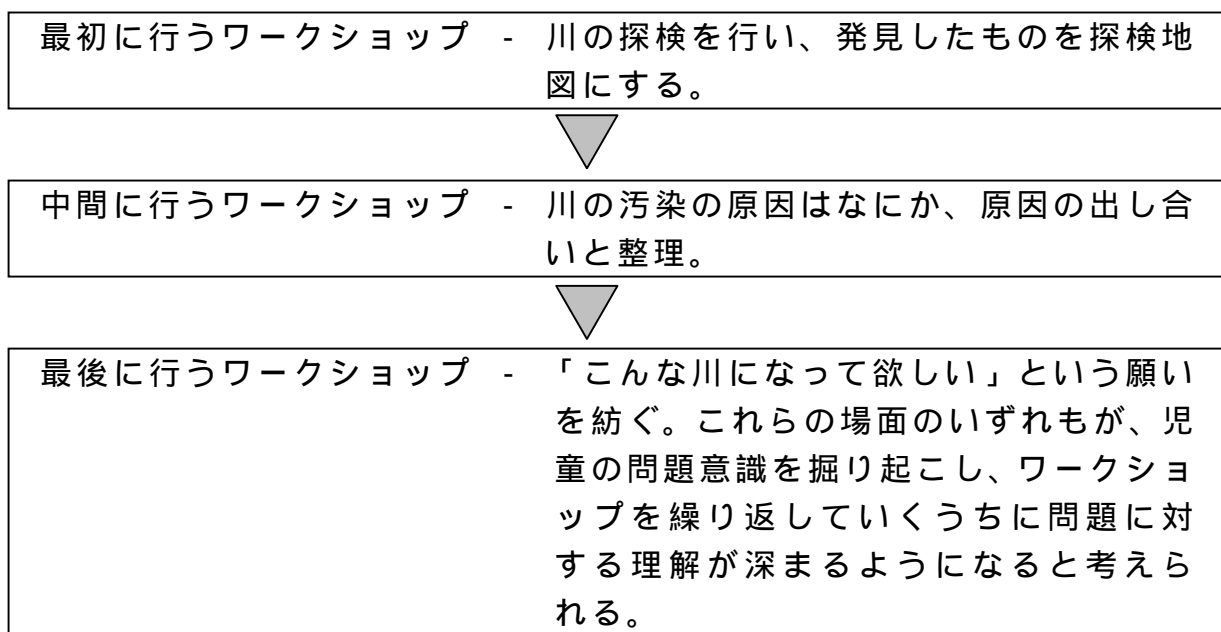 最初に行うワークショップ - 川の探検を行い、発見したものを探検地
図にする。
中間に行うワークショップ - 川の汚染の原因はなにか、原因の出し合
いと整理。
最後に行うワークショップ - 「こんな川になって欲しい」という願い
を紡ぐ。これらの場面のいずれもが、児
童の問題意識を掘り起こし、ワークショ
ップを繰り返していくうちに問題に対
する理解が深まるようになると考えら
れる。